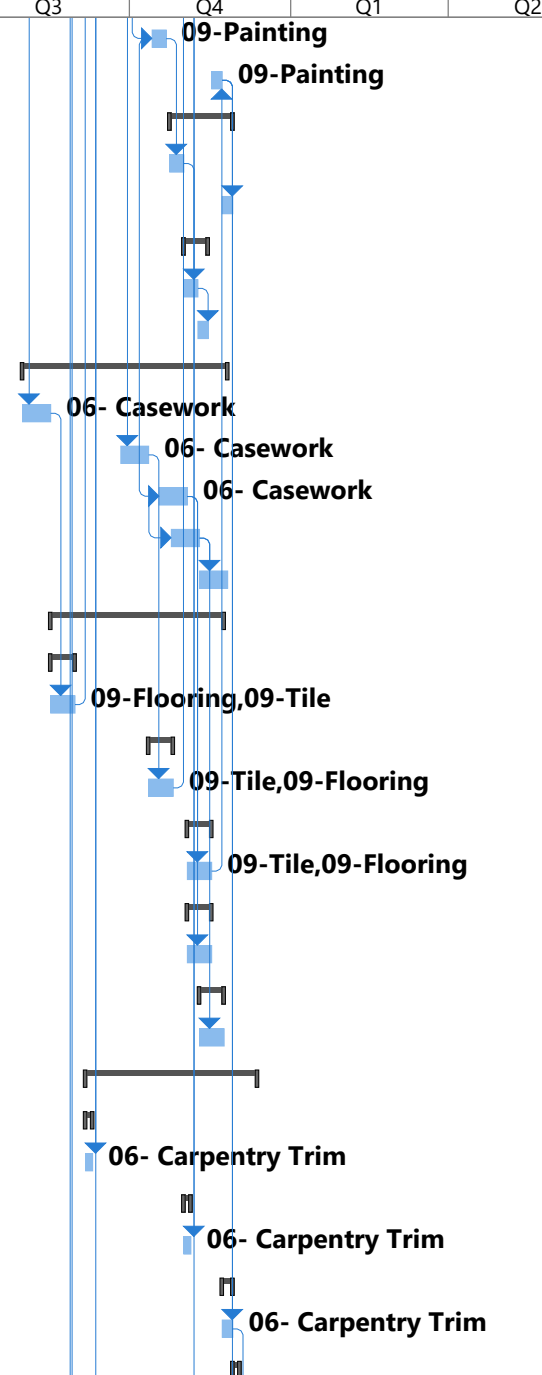 Q3 Q4 Q1 Q2
09-Painting
09-Painting
06- Casework
06- Casework
06- Casework
09-Flooring,09-Tile
09-Tile,09-Flooring
09-Tile,09-Flooring
06- Carpentry Trim
06- Carpentry Trim
06- Carpentry Trim